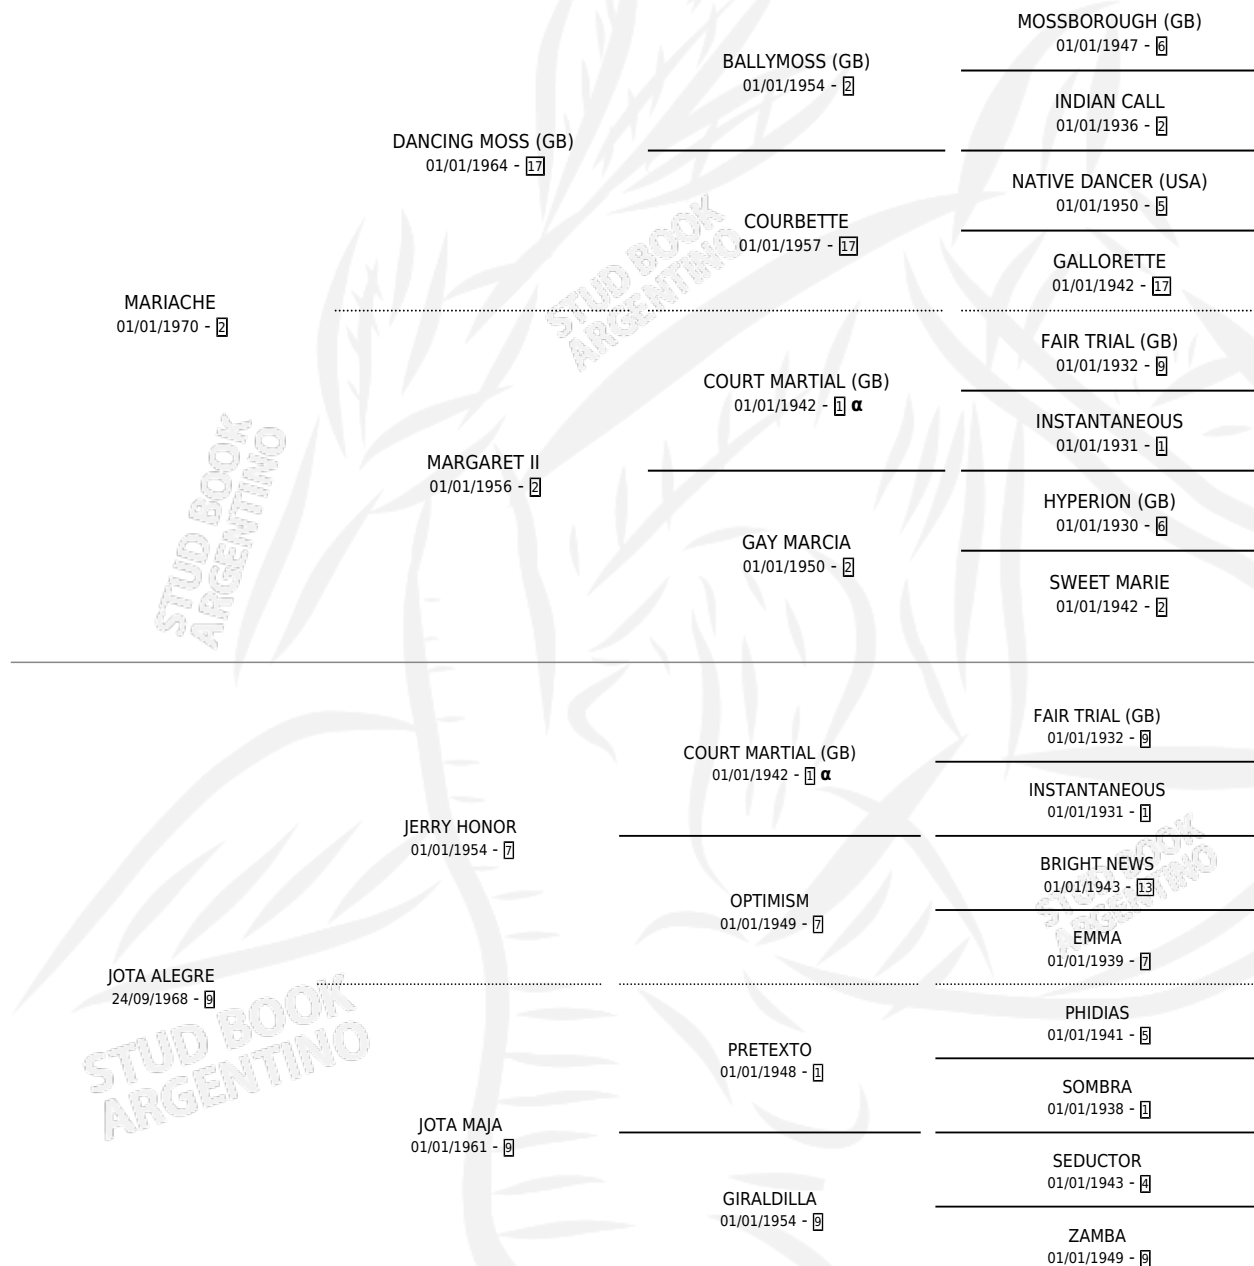 MOSSBOROUGH (GB)
01/01/1947 - 6
BALLYMOSS (GB)
01/01/1954 - 2
INDIAN CALL
01/01/1936 - 2
DANCING MOSS (GB)
01/01/1964 - 17
NATIVE DANCER (USA)
01/01/1950 - 5
COURBETTE
01/01/1957 - 17
GALLORETTE
01/01/1942 - 17
MARIACHE
01/01/1970 - 2
FAIR TRIAL (GB)
01/01/1932 - 9
COURT MARTIAL (GB)
01/01/1942 - 1 α
INSTANTANEOUS
01/01/1931 - 1
MARGARET II
01/01/1956 - 2
HYPERION (GB)
01/01/1930 - 6
GAY MARCIA
01/01/1950 - 2
SWEET MARIE
01/01/1942 - 2
FAIR TRIAL (GB)
01/01/1932 - 9
COURT MARTIAL (GB)
01/01/1942 - 1 α
INSTANTANEOUS
01/01/1931 - 1
JERRY HONOR
01/01/1954 - 7
BRIGHT NEWS
01/01/1943 - 13
OPTIMISM
01/01/1949 - 7
EMMA
01/01/1939 - 7
JOTA ALEGRE
24/09/1968 - 9
PHIDIAS
01/01/1941 - 5
PRETEXTO
01/01/1948 - 1
SOMBRA
01/01/1938 - 1
JOTA MAJA
01/01/1961 - 9
SEDUCTOR
01/01/1943 - 4
GIRALDILLA
01/01/1954 - 9
ZAMBA
01/01/1949 - 9
STUD BOOK
ARGENTINO
STUD BOOK
ARGENTINO
STUD BOOK
ARGENTINO
STUD BOOK
ARGENTINO